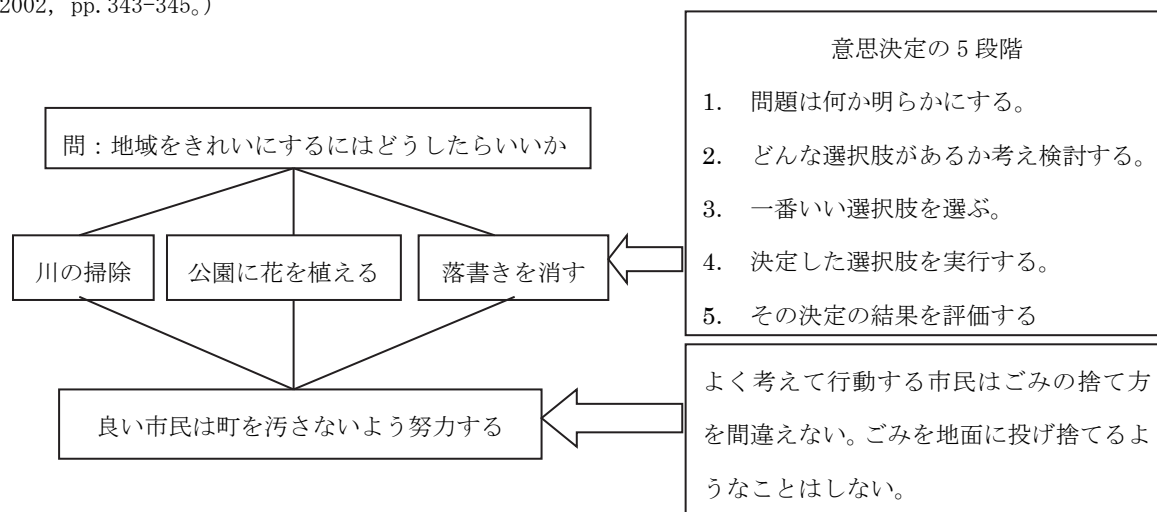 2002, pp.343-345。)
意思決定の 5 段階
1. 問題は何か明らかにする。
2. どんな選択肢があるか考え検討する。
3. 一番いい選択肢を選ぶ。
4. 決定した選択肢を実行する。
5. その決定の結果を評価する
問：地域をきれいにするにはどうしたらいいか
川の掃除
公園に花を植える
落書きを消す
良い市民は町を汚さないよう努力する
よく考えて行動する市民はごみの捨て方
を間違えない。ごみを地面に投げ捨てるよ
うなことはしない。